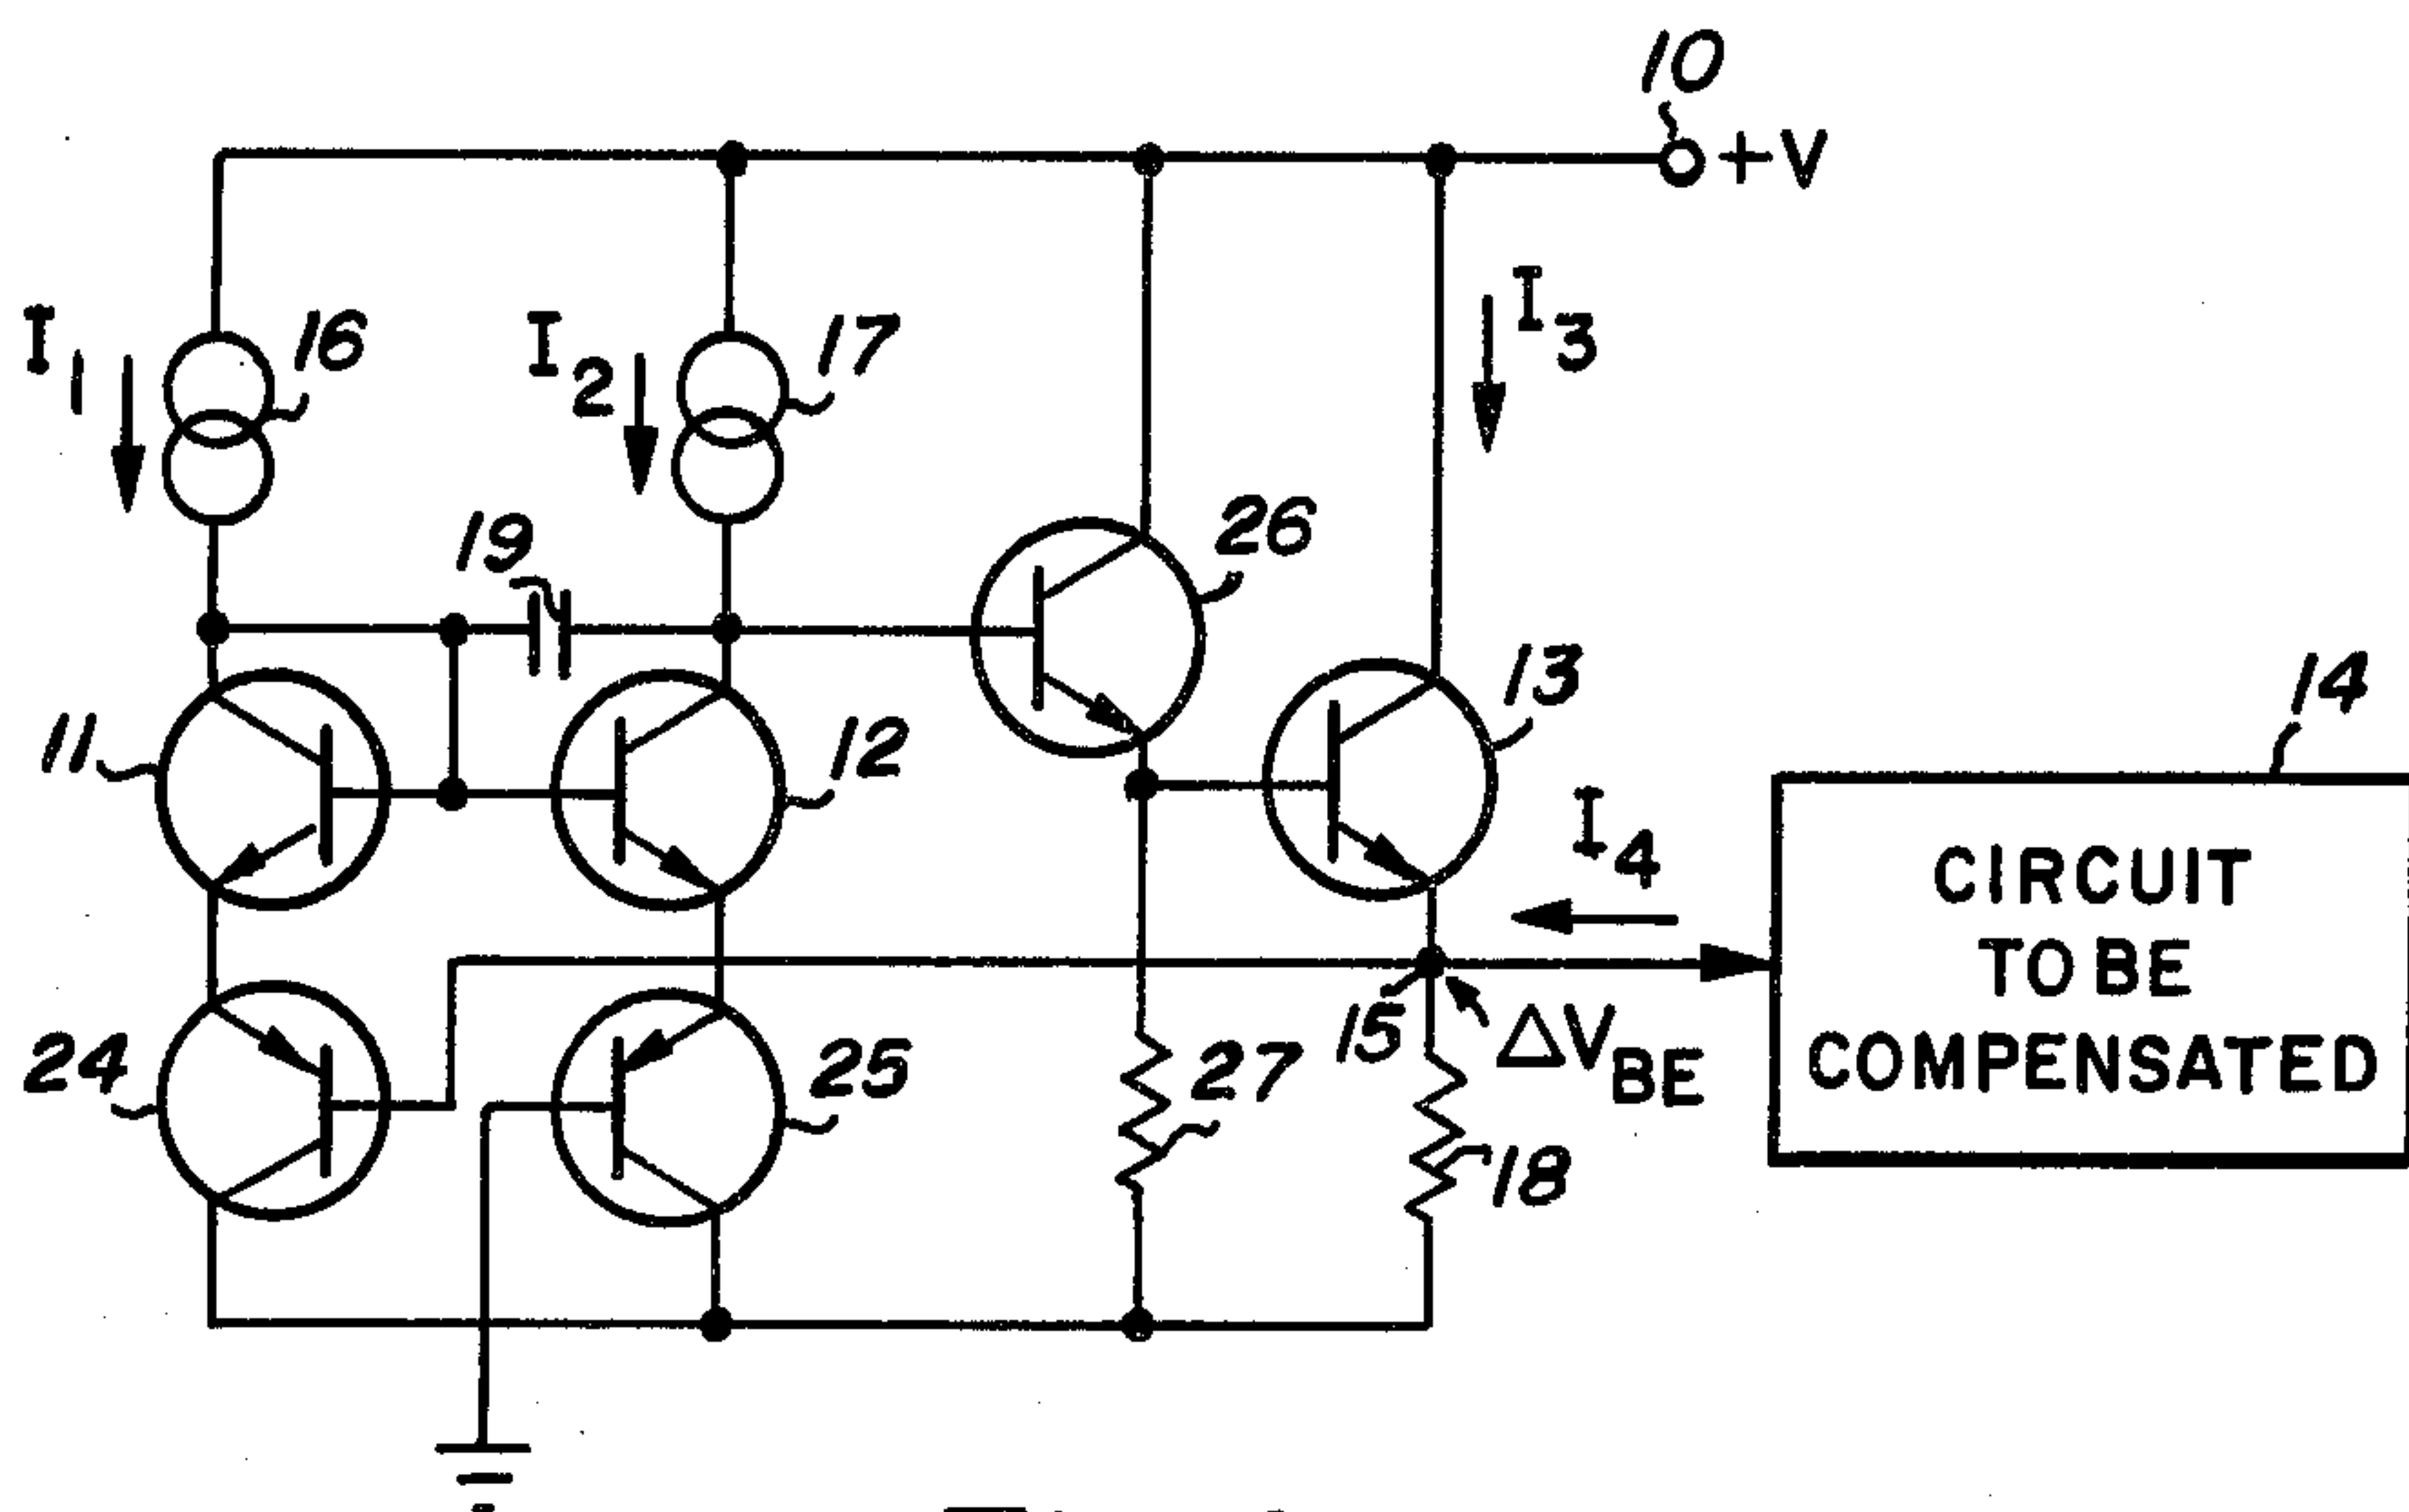 10
+V
I1
16
I2
17
I3
19
26
13
14
11
12
I4
CIRCUIT
TO BE
COMPENSATED
24
25
27
15
ΔVBE
18